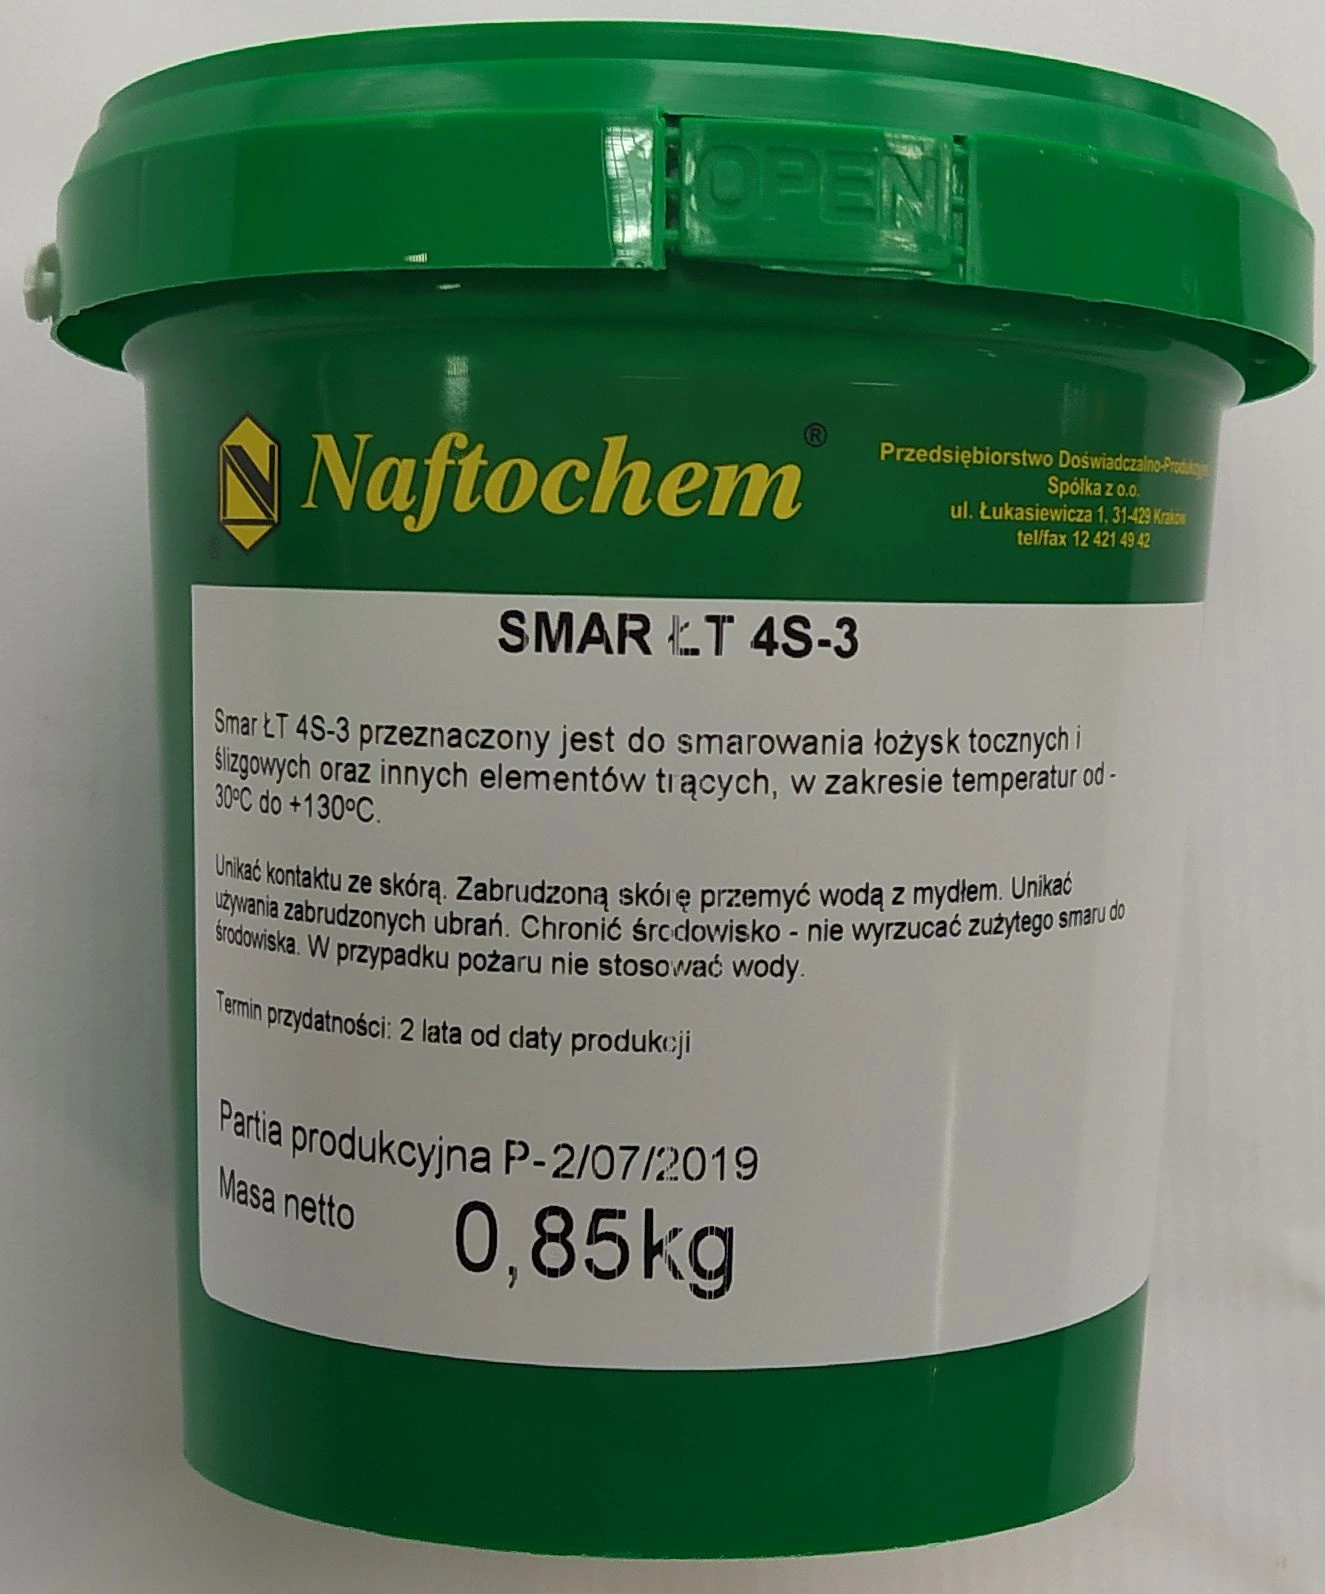 OPEN
N
Naftochem®
Przedsiębiorstwo Doświadczalno-Produkcyjne
Spółka z o.o.
ul. Łukasiewicza 1, 31-429 Kraków
tel/fax 12 421 49 42
®
SMAR ŁT 4S-3
Smar ŁT 4S-3 przeznaczony jest do smarowania łożysk tocznych i
ślizgowych oraz innych elementów trących, w zakresie temperatur od -
30ºC do +130ºC.
Unikać kontaktu ze skórą. Zabrudzoną skórę przemyć wodą z mydłem. Unikać
używania zabrudzonych ubrań. Chronić środowisko - nie wyrzucać zużytego smaru do
środowiska. W przypadku pożaru nie stosować wody.
Termin przydatności: 2 lata od daty produkcji
Partia produkcyjna P-2/07/2019
Masa netto 0,85kg